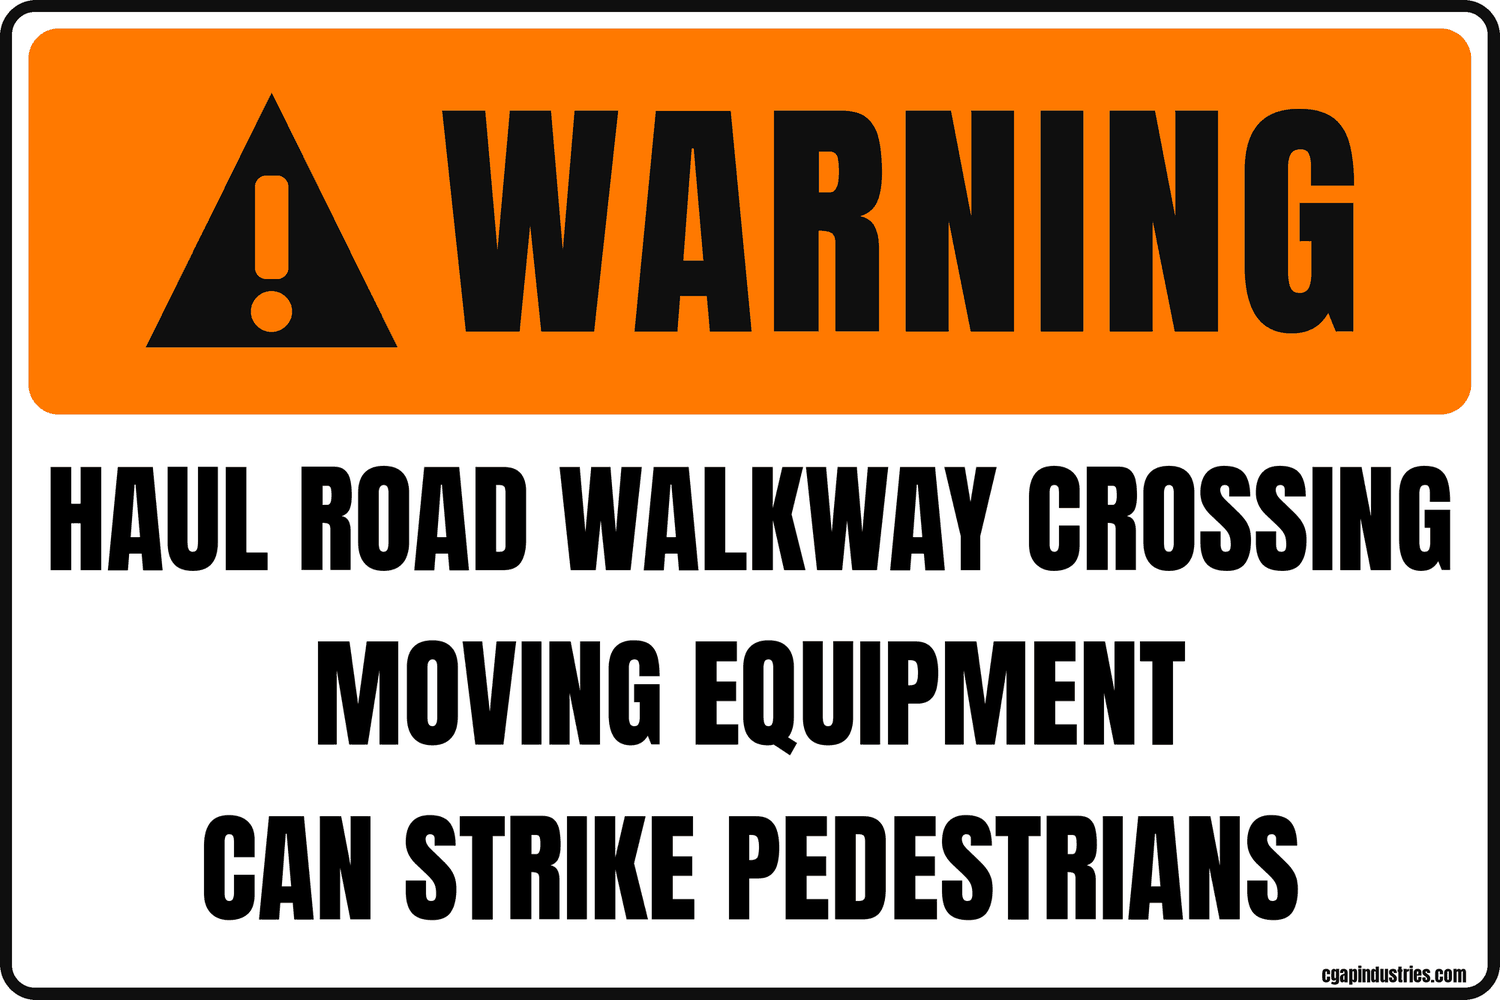 WARNING
HAUL ROAD WALKWAY CROSSING
MOVING EQUIPMENT
CAN STRIKE PEDESTRIANS
cgapindustries.com